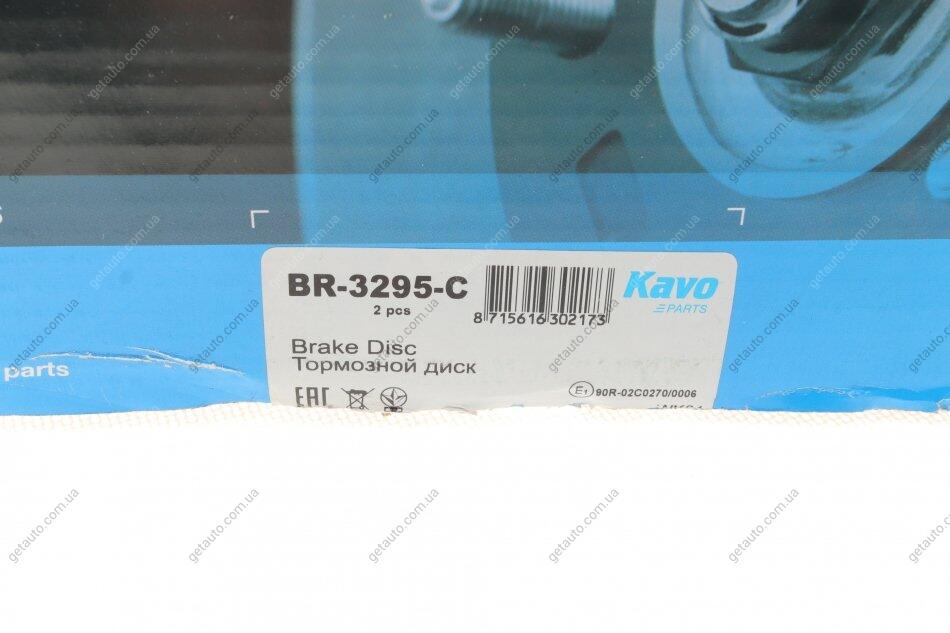 BR-3295-C
2 pcs
8 715616 302173
Kavo
PARTS
Brake Disc
Тормозной диск
parts
EAC
E1 90R-02C0270/0006
getauto.com.ua